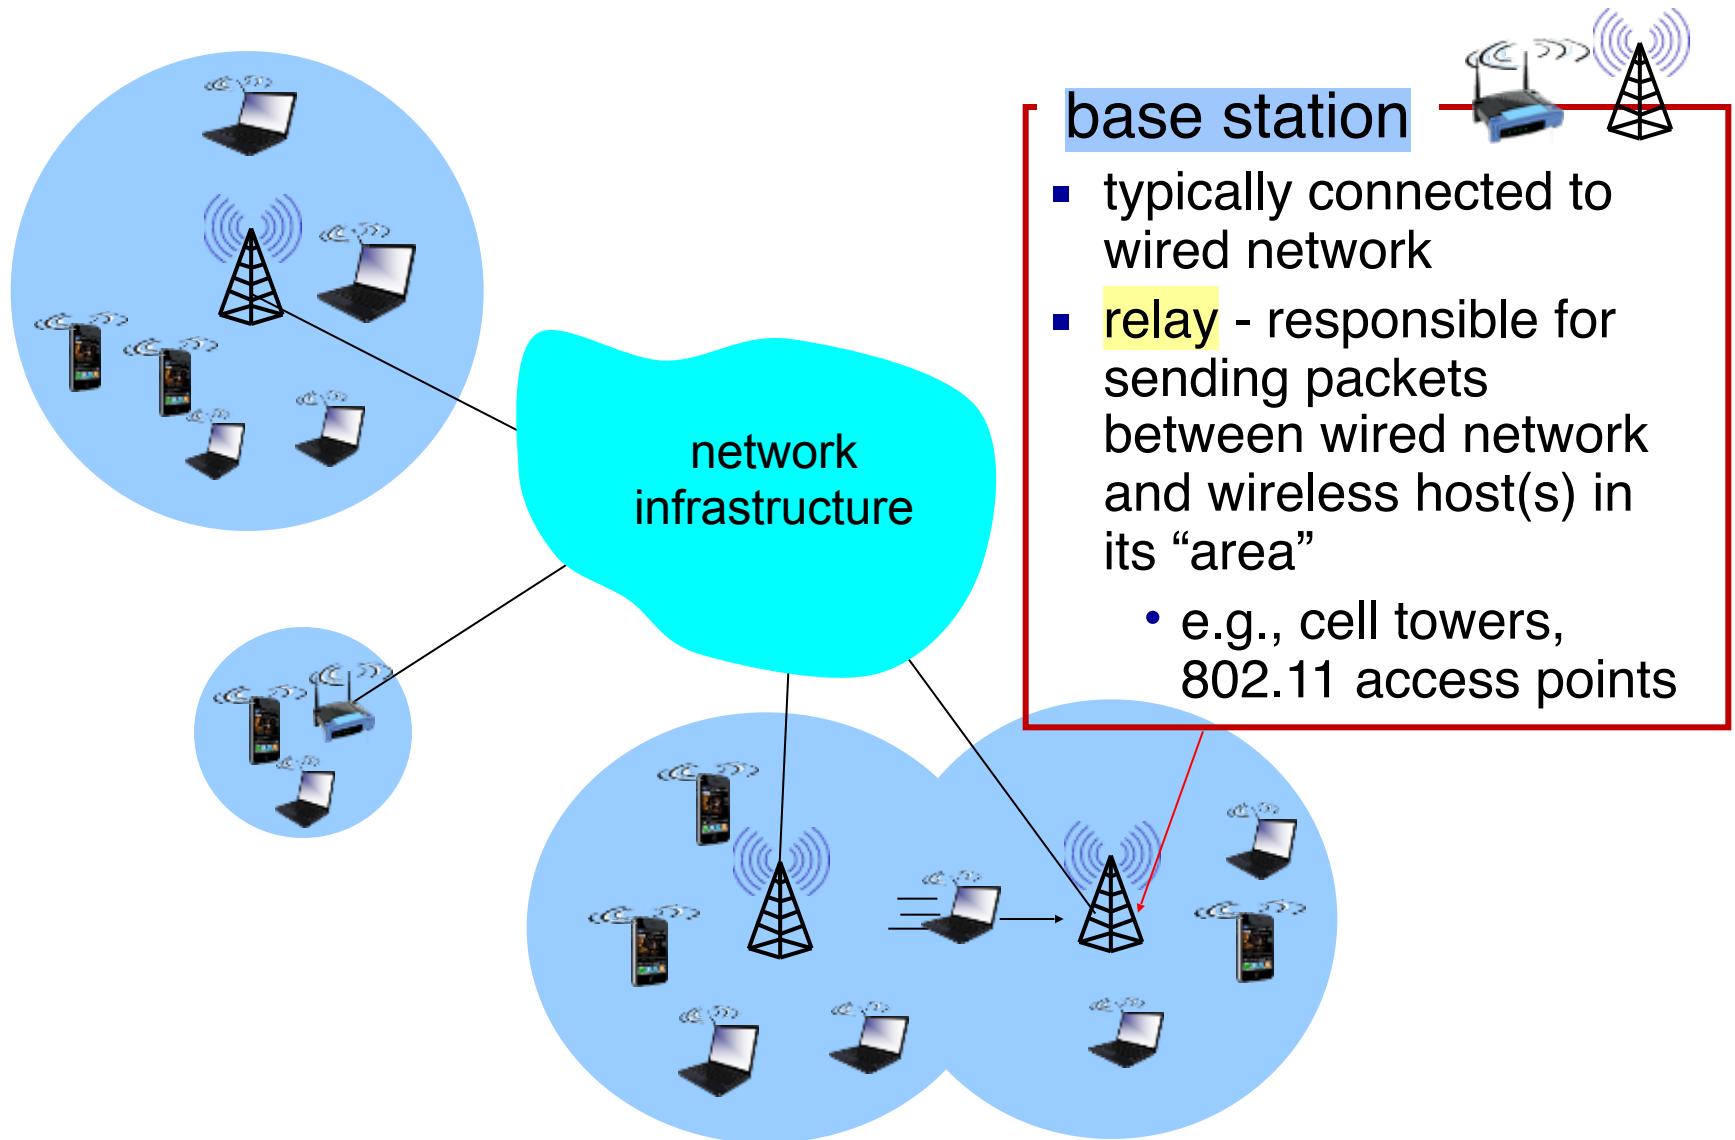 base station
▪ typically connected to
wired network
▪ relay - responsible for
sending packets
between wired network
and wireless host(s) in
its “area”
• e.g., cell towers,
802.11 access points
network
infrastructure